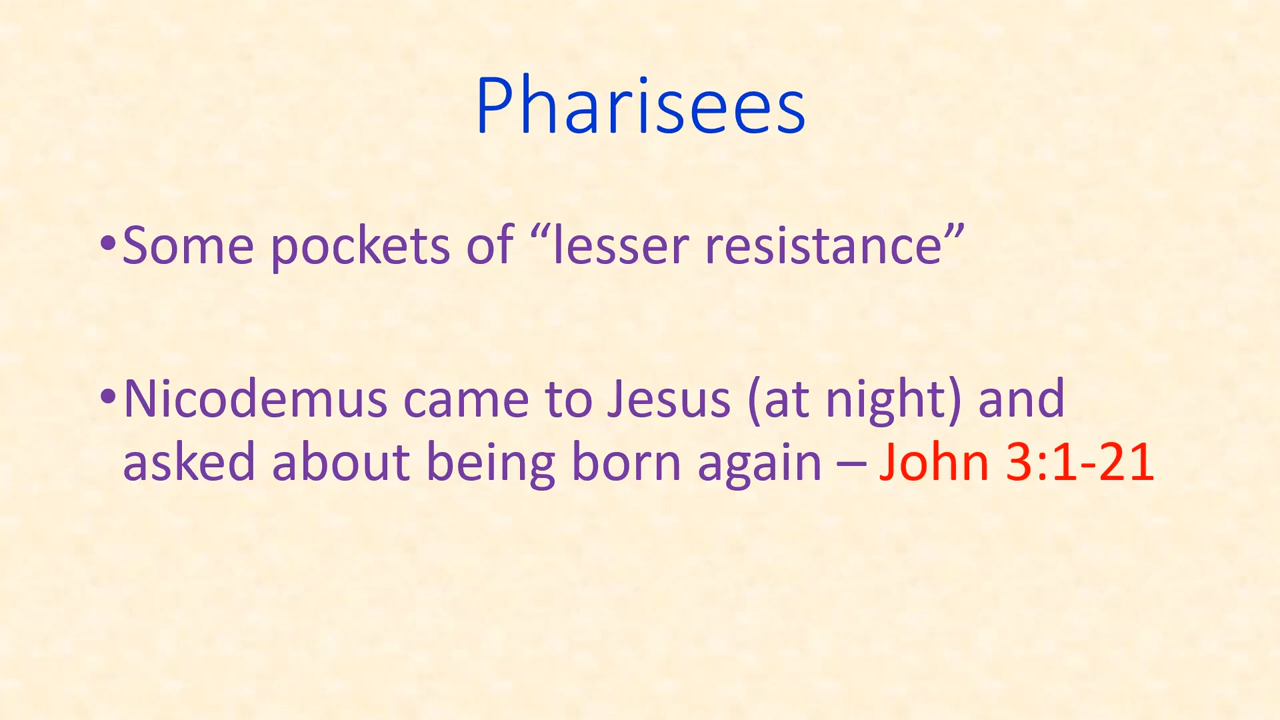 Pharisees
•Some pockets of “lesser resistance”
•Nicodemus came to Jesus (at night) and
asked about being born again – John 3:1-21